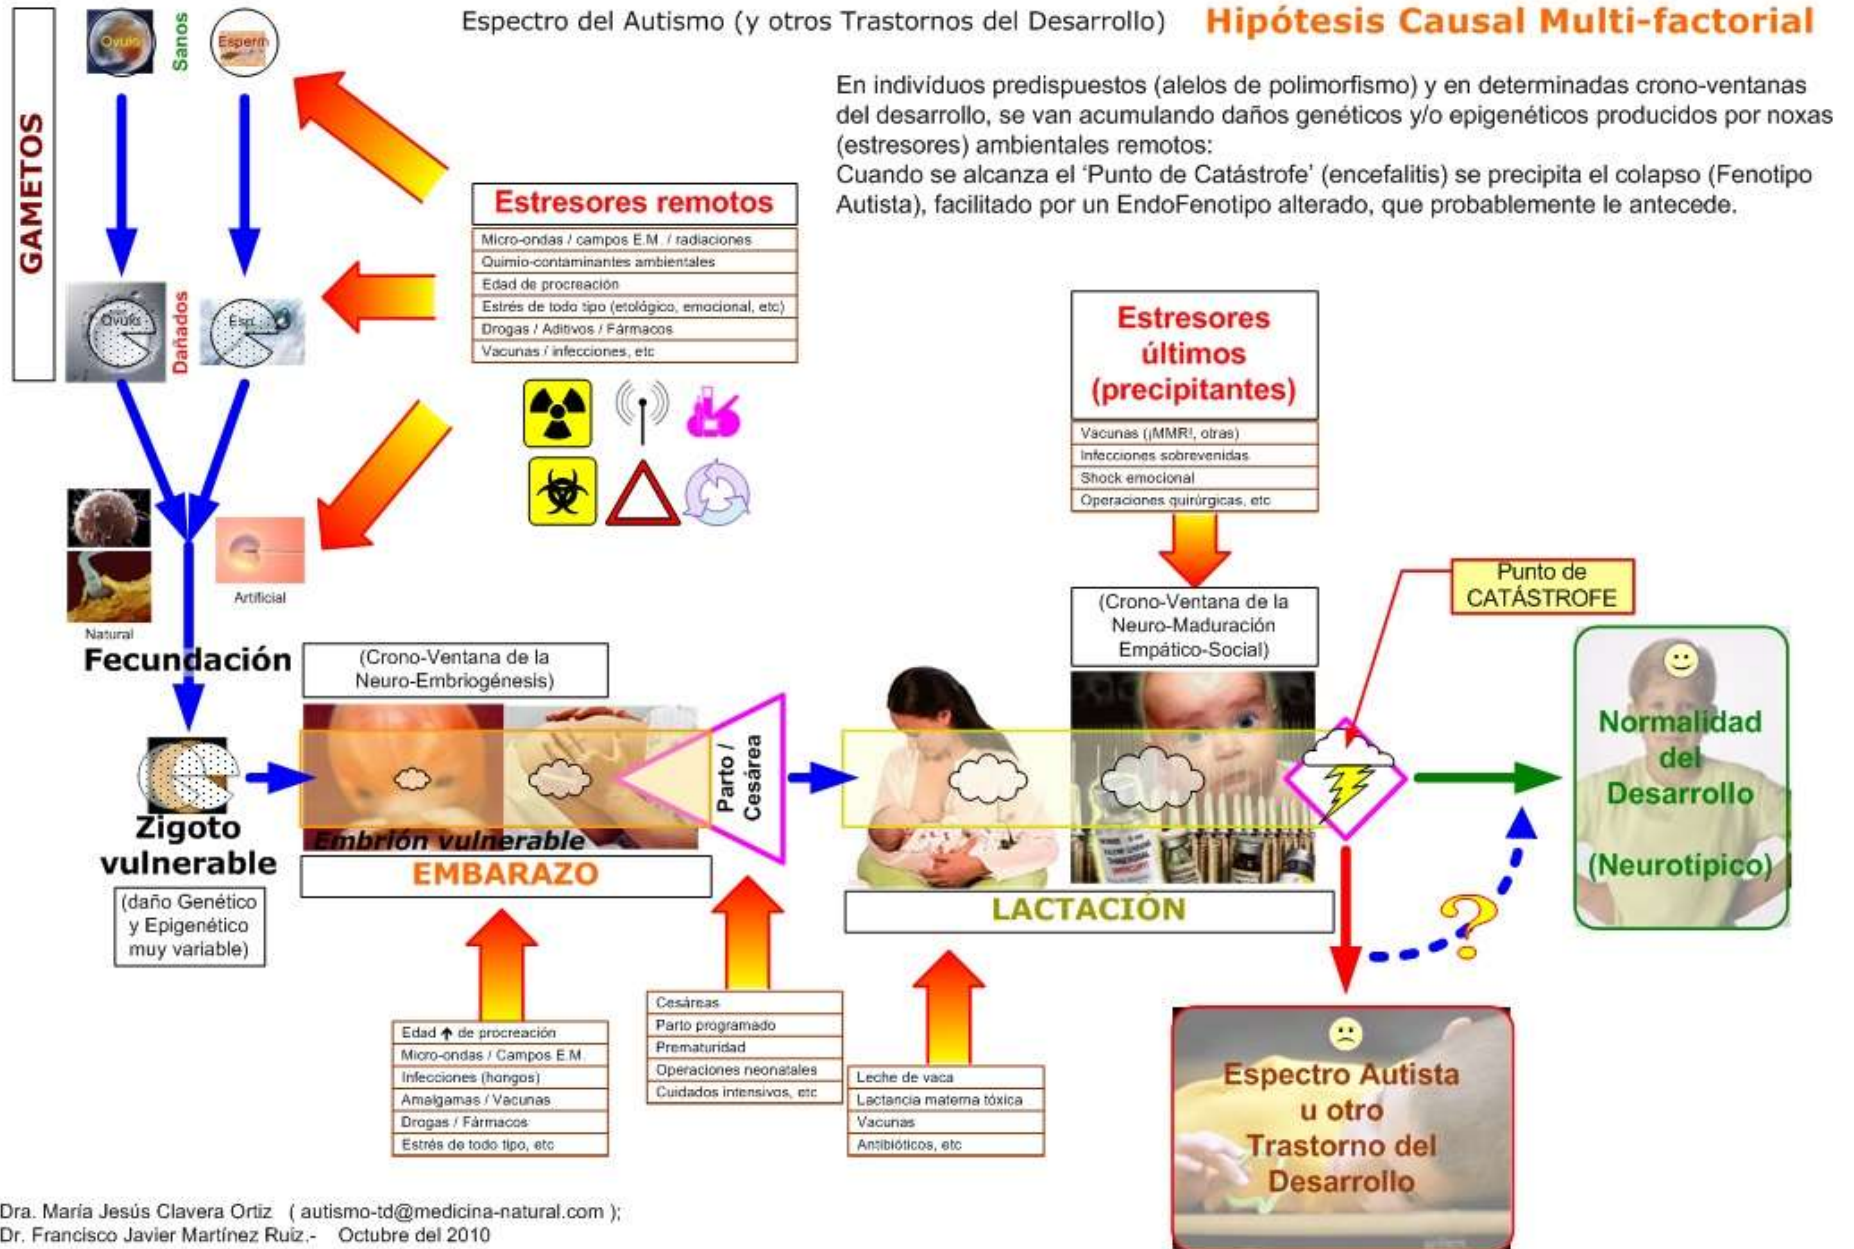 Espectro del Autismo (y otros Trastornos del Desarrollo)
Hipótesis Causal Multi-factorial
En indivíduos predispuestos (alelos de polimorfismo) y en determinadas crono-ventanas
del desarrollo, se van acumulando daños genéticos y/o epigenéticos producidos por noxas
(estresores) ambientales remotos:
Cuando se alcanza el 'Punto de Catástrofe' (encefalitis) se precipita el colapso (Fenotipo
Autista), facilitado por un EndoFenotipo alterado, que probablemente le antecede.
GAMETOS
Ovulo
Sanos
Esperm
Ovulo
Dañados
Esp.
Estresores remotos
Micro-ondas / campos E.M. / radiaciones
Quimio-contaminantes ambientales
Edad de procreación
Estrés de todo tipo (etológico, emocional, etc)
Drogas / Aditivos / Fármacos
Vacunas / infecciones, etc
Estresores
últimos
(precipitantes)
Vacunas (¡MMR!, otras)
Infecciones sobrevenidas
Shock emocional
Operaciones quirúrgicas, etc
Natural
Artificial
Fecundación
(Crono-Ventana de la
Neuro-Embriogénesis)
(Crono-Ventana de la
Neuro-Maduración
Empático-Social)
Punto de
CATÁSTROFE
Zigoto
vulnerable
(daño Genético
y Epigenético
muy variable)
Embrión vulnerable
EMBARAZO
Parto /
Cesárea
LACTACIÓN
THIMEROSAL
MERCURY
Normalidad
del
Desarrollo
(Neurotípico)
?
Edad ↑ de procreación
Micro-ondas / Campos E.M.
Infecciones (hongos)
Amalgamas / Vacunas
Drogas / Fármacos
Estrés de todo tipo, etc
Cesáreas
Parto programado
Prematuridad
Operaciones neonatales
Cuidados intensivos, etc
Leche de vaca
Lactancia materna tóxica
Vacunas
Antibióticos, etc
Espectro Autista
u otro
Trastorno del
Desarrollo
Dra. María Jesús Clavera Ortiz ( autismo-td@medicina-natural.com );
Dr. Francisco Javier Martínez Ruiz.- Octubre del 2010